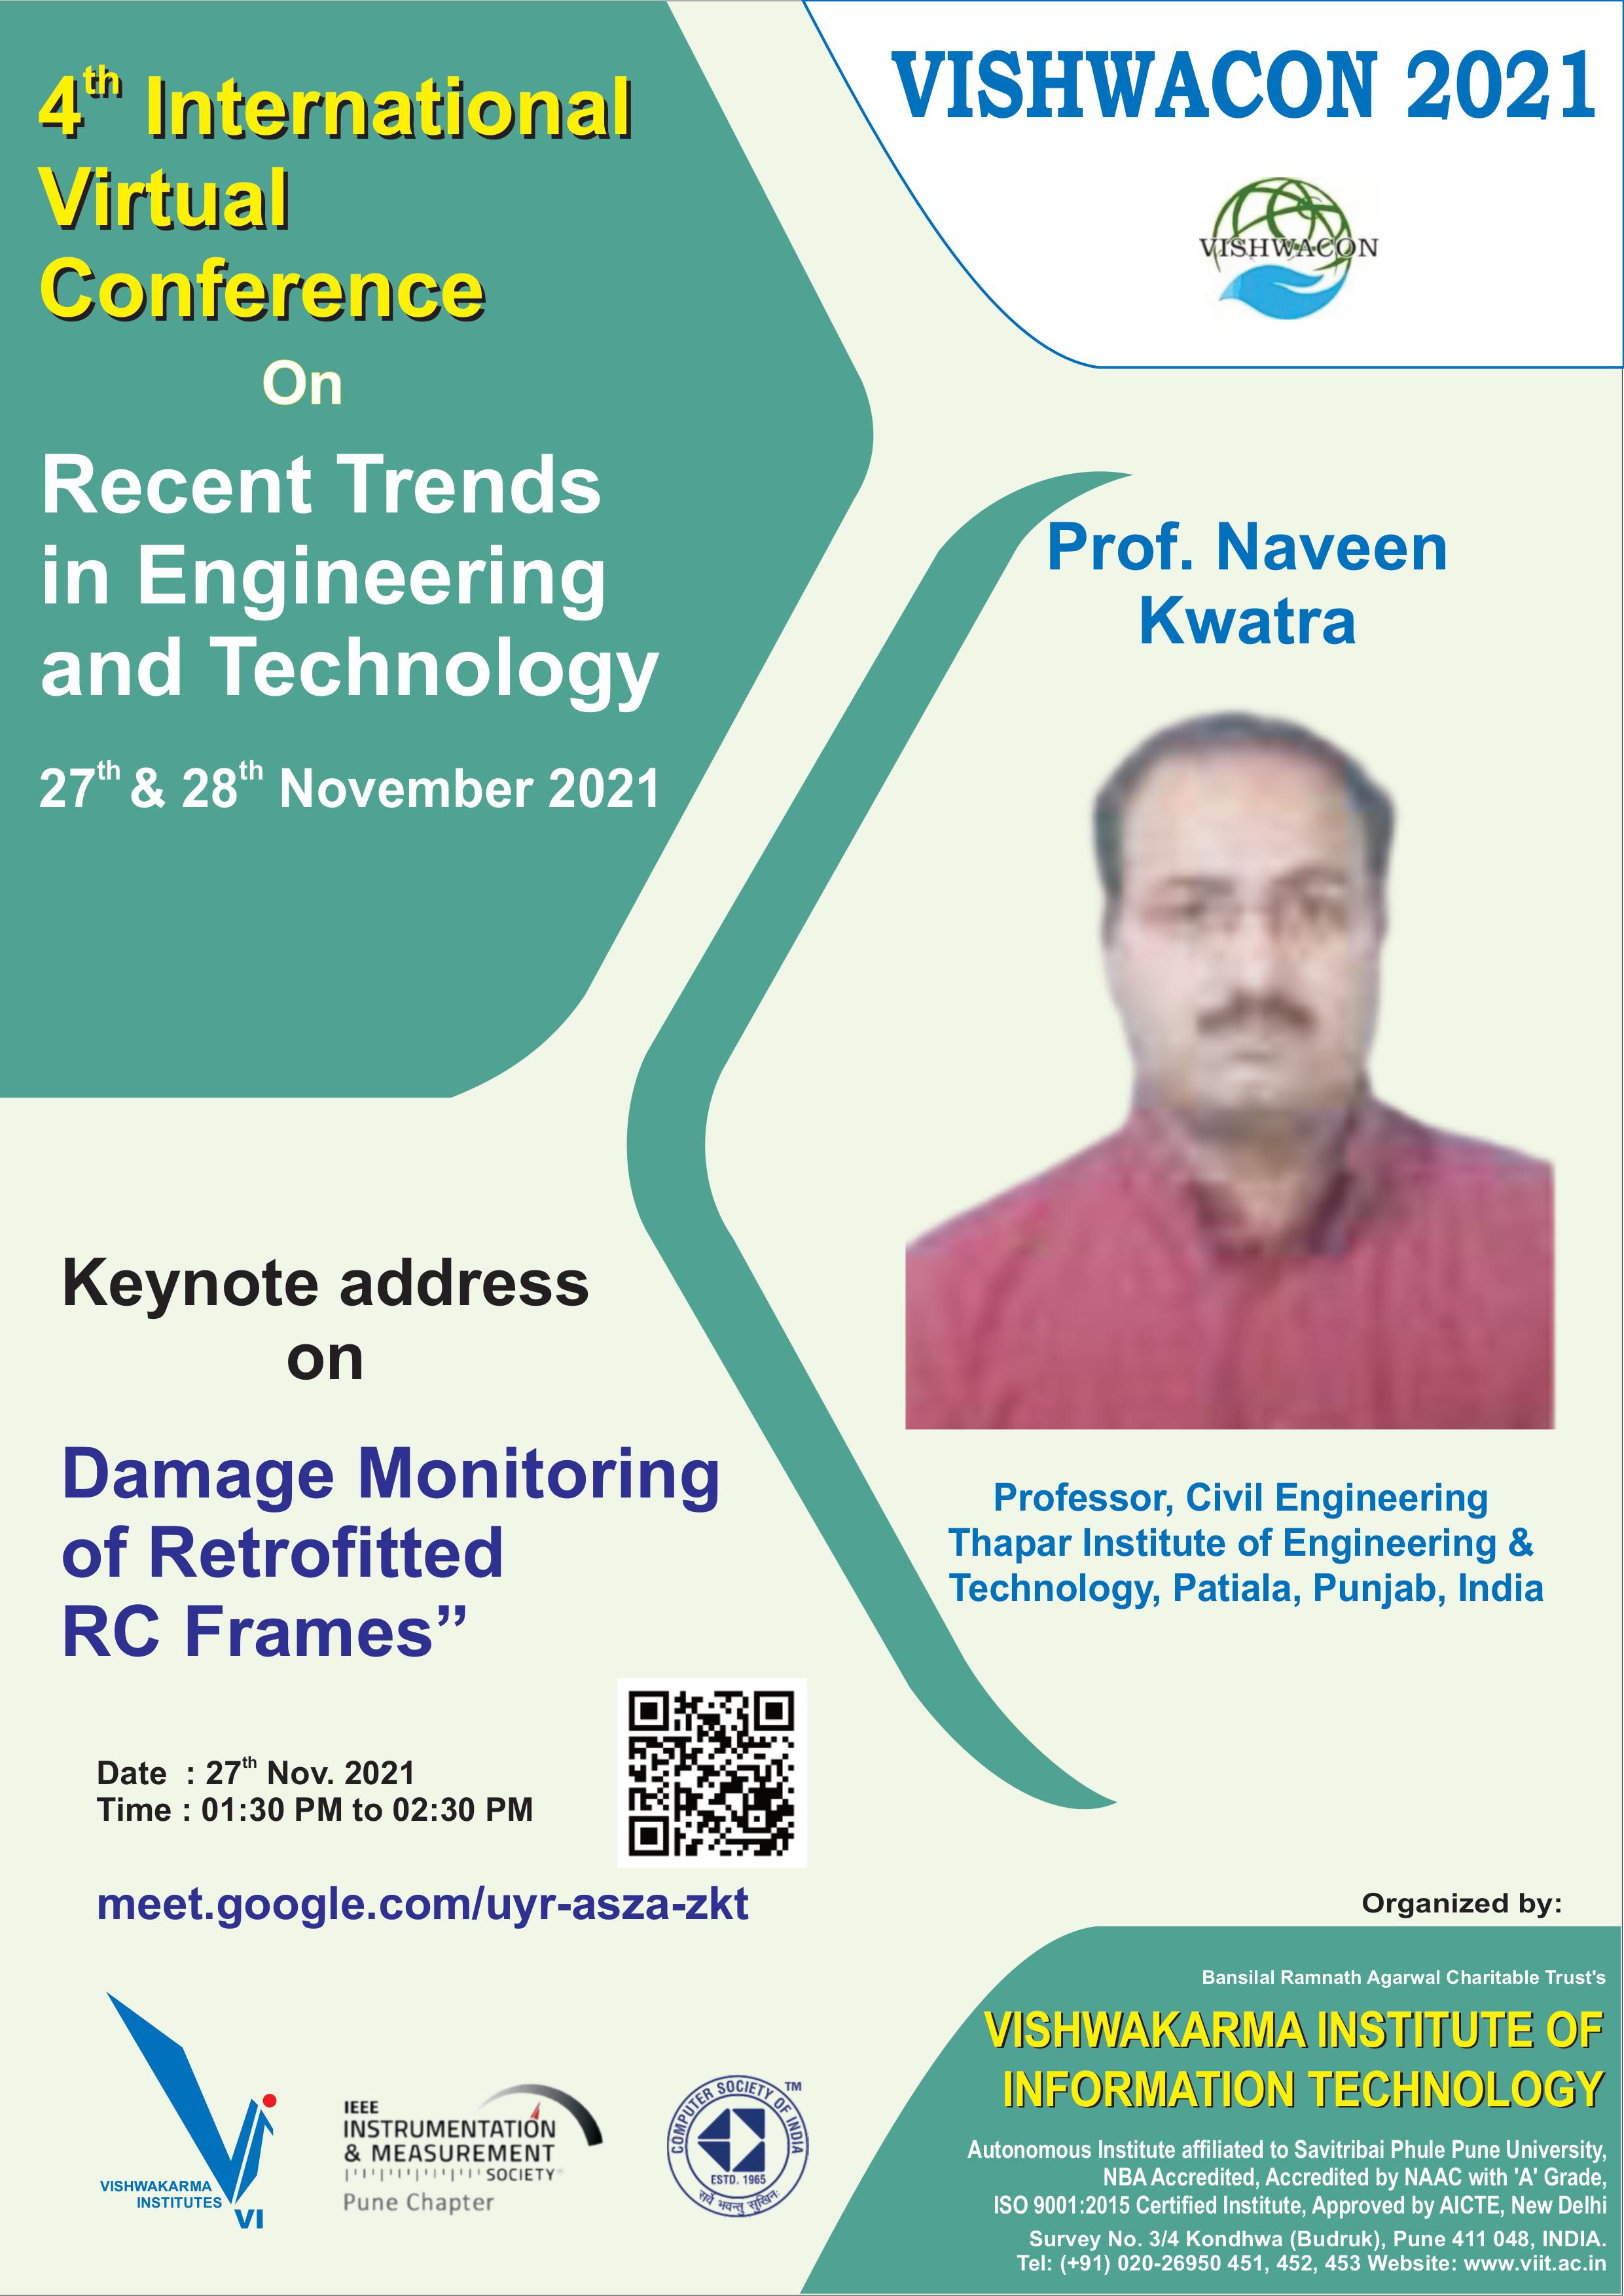 4th International
Virtual
Conference
On
Recent Trends
in Engineering
and Technology
27th & 28th November 2021
VISHWACON 2021
VISHWACON
Prof. Naveen
Kwatra
Professor, Civil Engineering
Thapar Institute of Engineering &
Technology, Patiala, Punjab, India
Keynote address
on
Damage Monitoring
of Retrofitted
RC Frames”
Date : 27th Nov. 2021
Time : 01:30 PM to 02:30 PM
meet.google.com/uyr-asza-zkt
VISHWAKARMA
INSTITUTES
VI
IEEE
INSTRUMENTATION
& MEASUREMENT
SOCIETY
Pune Chapter
COMPUTER SOCIETY OF INDIA
TM
ESTD. 1965
सर्वे भवन्तु सुखिनः
Organized by:
Bansilal Ramnath Agarwal Charitable Trust's
VISHWAKARMA INSTITUTE OF
INFORMATION TECHNOLOGY
Autonomous Institute affiliated to Savitribai Phule Pune University,
NBA Accredited, Accredited by NAAC with 'A' Grade,
ISO 9001:2015 Certified Institute, Approved by AICTE, New Delhi
Survey No. 3/4 Kondhwa (Budruk), Pune 411 048, INDIA.
Tel: (+91) 020-26950 451, 452, 453 Website: www.viit.ac.in